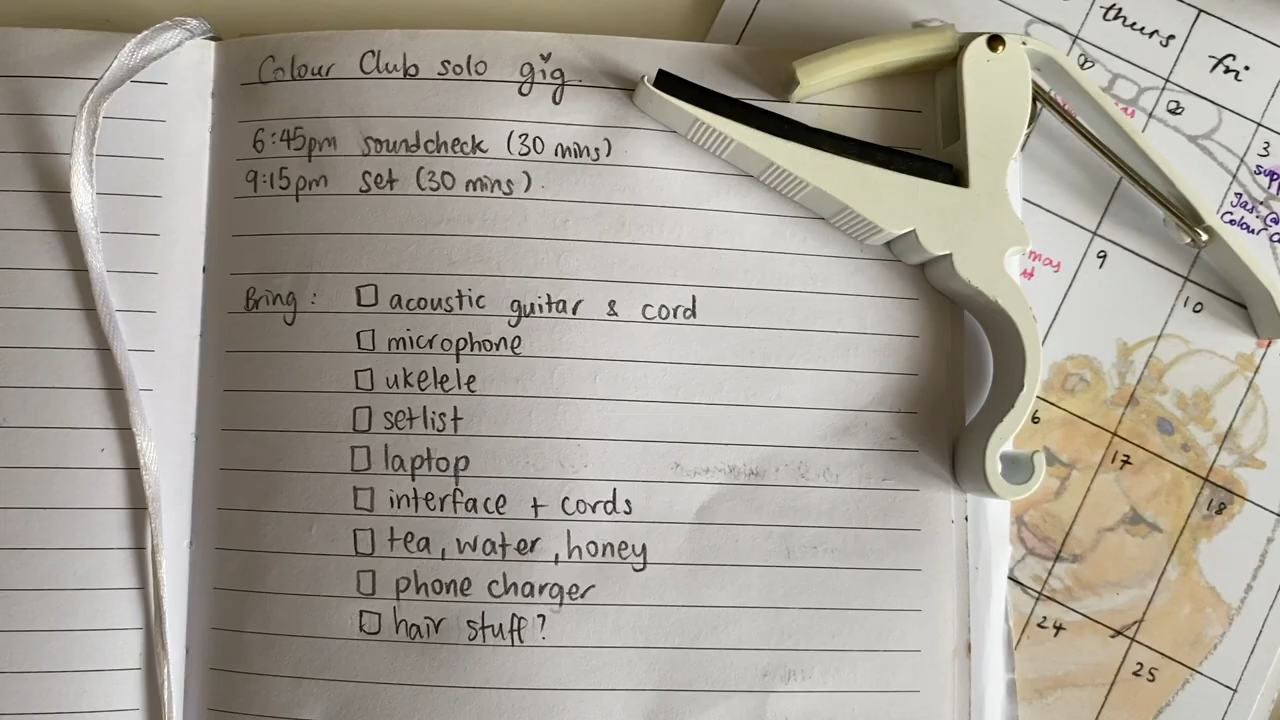 Colour Club solo gig
6:45pm soundcheck (30 mins)
9:15pm set (30 mins).
Bring: acoustic guitar & cord
microphone
ukelele
setlist
laptop
interface + cords
tea, water, honey
phone charger
hair stuff?
thurs
fri
3
9
10
17
18
24
25